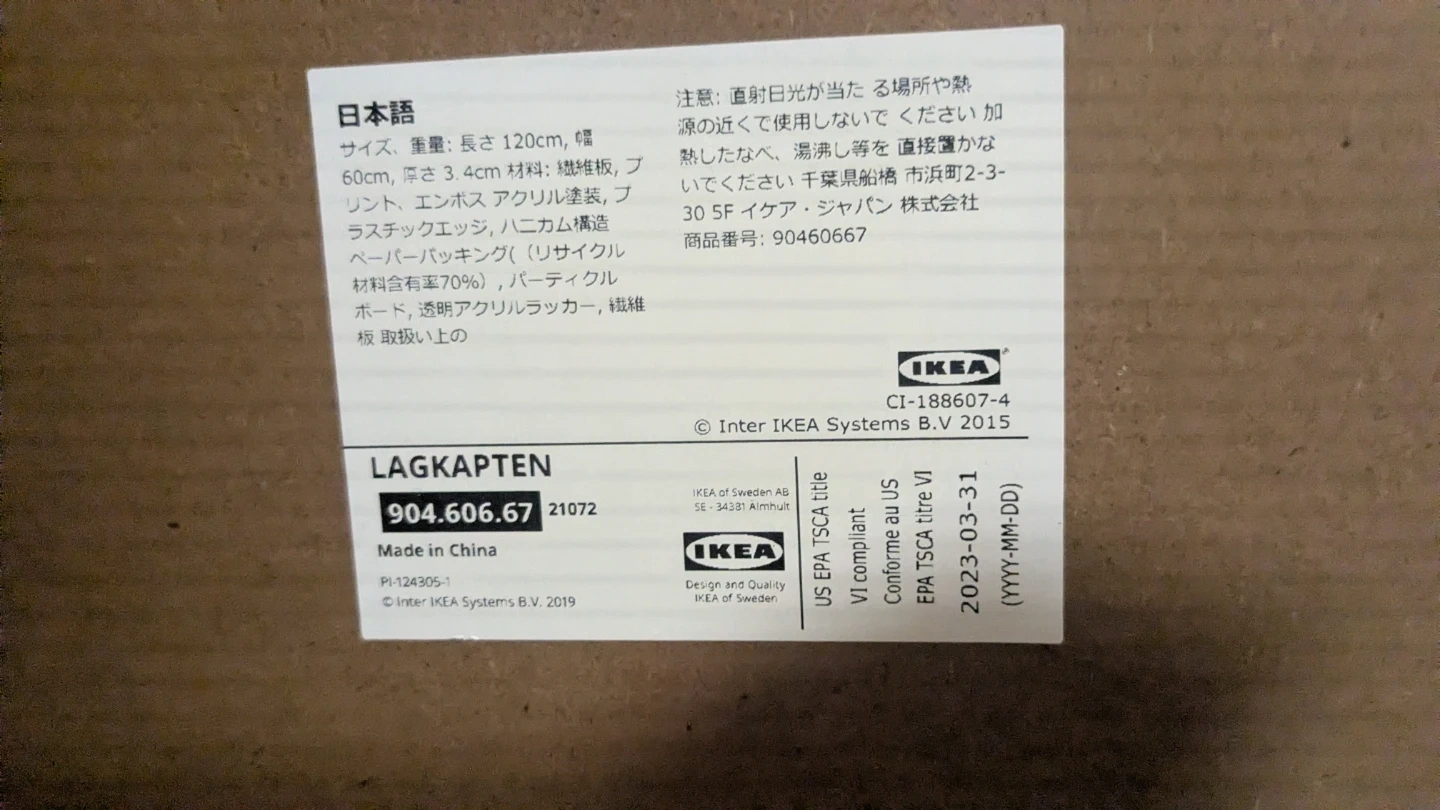 日本語
サイズ、重量: 長さ 120cm, 幅
60cm, 厚さ 3.4cm 材料: 繊維板, プ
リント、エンボス アクリル塗装, プ
ラスチックエッジ, ハニカム構造
ペーパーパッキング(（リサイクル
材料含有率70%）, パーティクル
ボード, 透明アクリルラッカー, 繊維
板 取扱い上の
注意: 直射日光が当た る場所や熱
源の近くで使用しないで ください 加
熱したなべ、湯沸し等を 直接置かな
いでください 千葉県船橋 市浜町2-3-
30 5F イケア・ジャパン 株式会社
商品番号: 90460667
IKEA®
CI-188607-4
© Inter IKEA Systems B.V 2015
LAGKAPTEN
904.606.67 21072
Made in China
PI-124305-1
© Inter IKEA Systems B.V. 2019
IKEA of Sweden AB
SE - 34381 Älmhult
IKEA
Design and Quality
IKEA of Sweden
US EPA TSCA title
VI compliant
Conforme au US
EPA TSCA titre VI
2023-03-31
(YYYY-MM-DD)